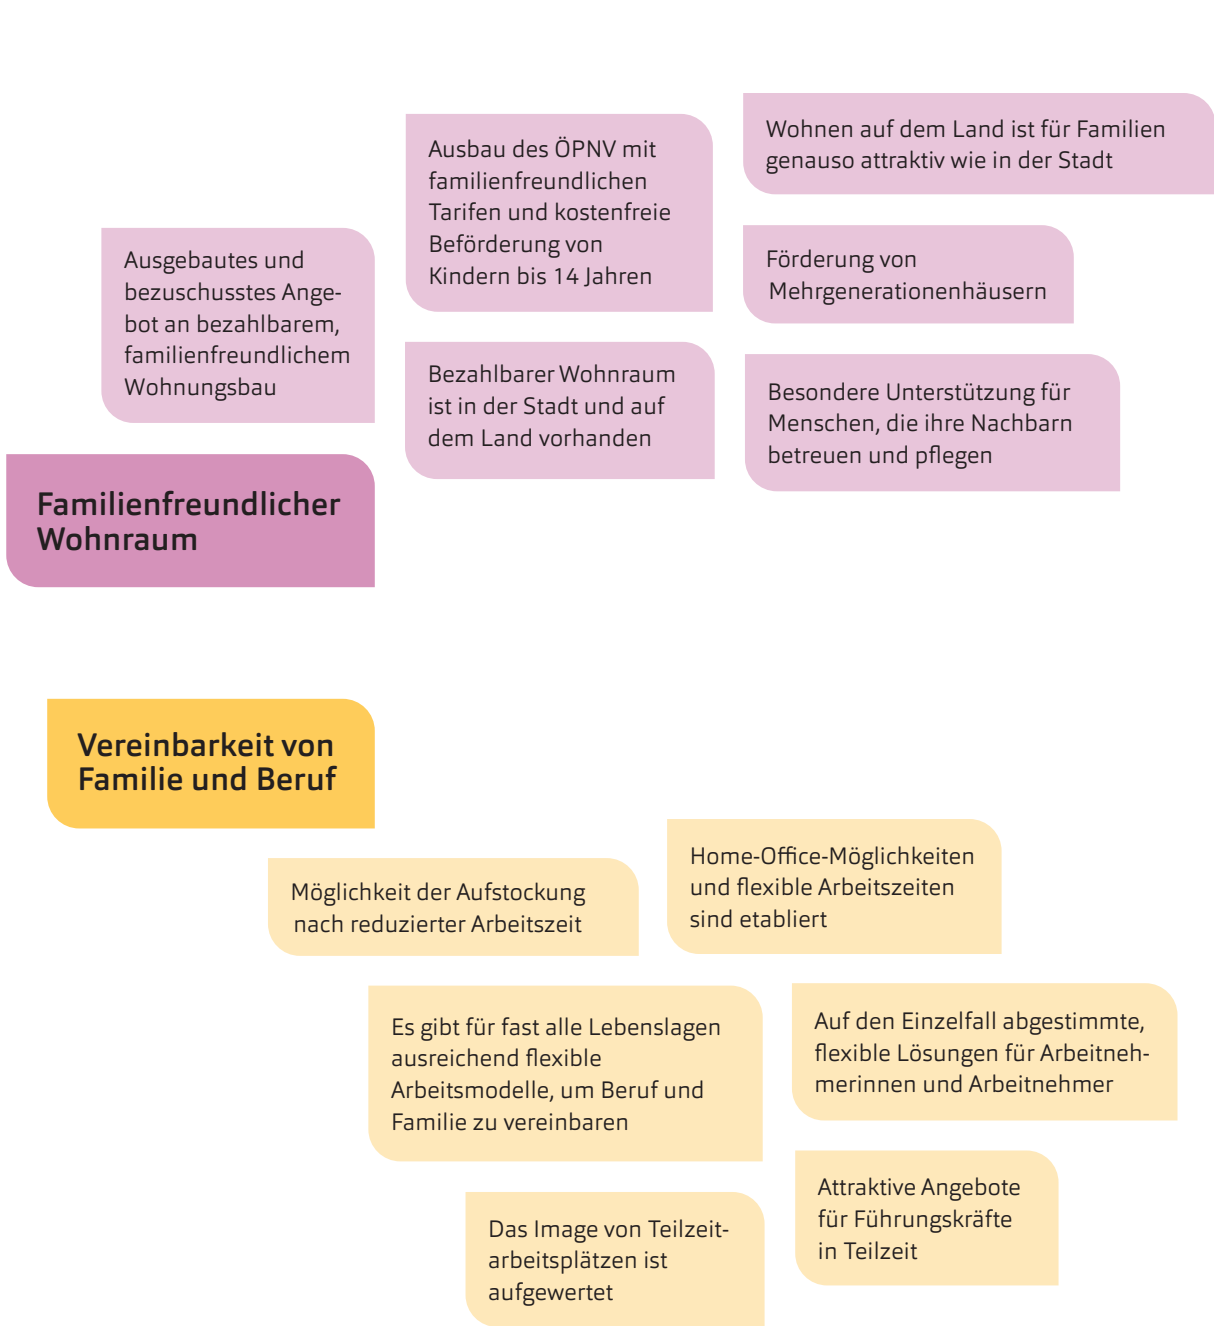 Wohnen auf dem Land ist für Familien
genauso attraktiv wie in der Stadt
Ausbau des ÖPNV mit
familienfreundlichen
Tarifen und kostenfreie
Beförderung von
Kindern bis 14 Jahren
Förderung von
Mehrgenerationenhäusern
Ausgebautes und
bezuschusstes Ange-
bot an bezahlbarem,
familienfreundlichem
Wohnungsbau
Bezahlbarer Wohnraum
ist in der Stadt und auf
dem Land vorhanden
Besondere Unterstützung für
Menschen, die ihre Nachbarn
betreuen und pflegen
Familienfreundlicher
Wohnraum
Vereinbarkeit von
Familie und Beruf
Home-Office-Möglichkeiten
und flexible Arbeitszeiten
sind etabliert
Möglichkeit der Aufstockung
nach reduzierter Arbeitszeit
Es gibt für fast alle Lebenslagen
ausreichend flexible
Arbeitsmodelle, um Beruf und
Familie zu vereinbaren
Auf den Einzelfall abgestimmte,
flexible Lösungen für Arbeitneh-
merinnen und Arbeitnehmer
Attraktive Angebote
für Führungskräfte
in Teilzeit
Das Image von Teilzeit-
arbeitsplätzen ist
aufgewertet